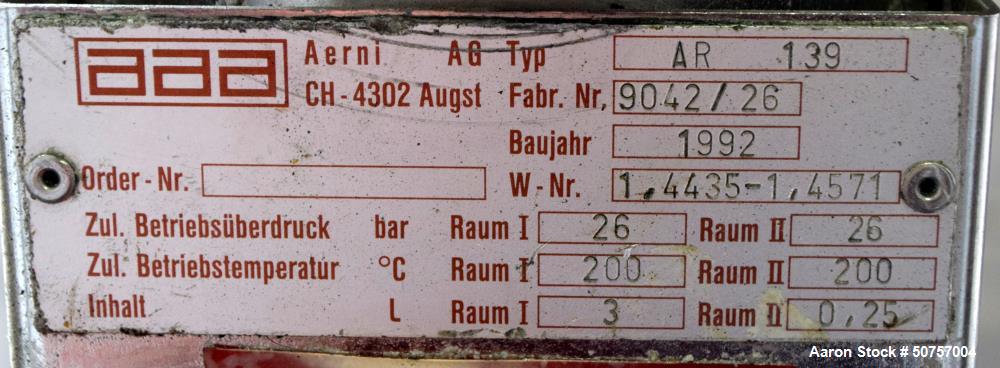 aaa Aerni AG Typ AR 139
CH-4302 Augst Fabr. Nr, 9042/26
Baujahr 1992
Order-Nr. W-Nr. 1,4435-1,4571
Zul. Betriebsüberdruck bar Raum I 26 Raum II 26
Zul. Betriebstemperatur °C Raum I 200 Raum II 200
Inhalt L Raum I 3 Raum II 0,25
Aaron Stock # 50757004